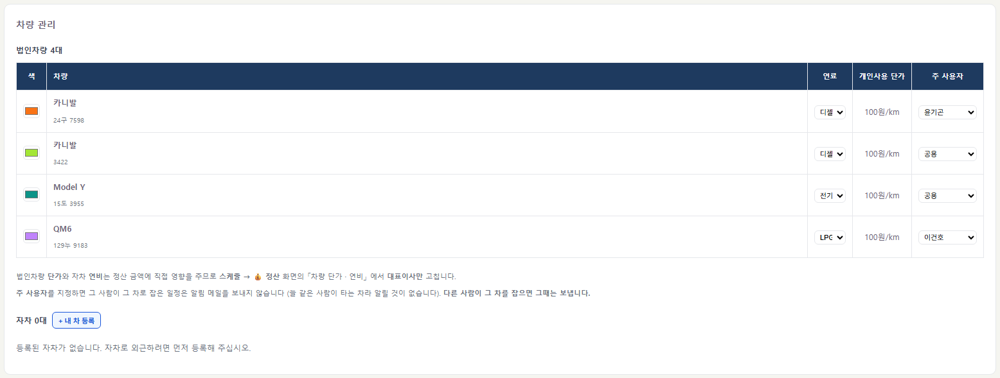 차량 관리
법인차량 4대
색 차량 연료 개인사용 단가 주 사용자
카니발
24구 7598
디젤 100원/km 윤기곤
카니발
3422
디젤 100원/km 공용
Model Y
15도 3955
전기 100원/km 공용
QM6
129누 9183
LPG 100원/km 이건호
법인차량 단가와 자차 연비는 정산 금액에 직접 영향을 주므로 스케줄 → 💰 정산 화면의 「차량 단가 · 연비」에서 대표이사만 고칩니다.
주 사용자를 지정하면 그 사람이 그 차로 잡은 일정은 알림 메일을 보내지 않습니다 (늘 같은 사람이 타는 차라 알릴 것이 없습니다). 다른 사람이 그 차를 잡으면 그때는 보냅니다.
자차 0대 + 내 차 등록
등록된 자차가 없습니다. 자차로 외근하려면 먼저 등록해 주십시오.